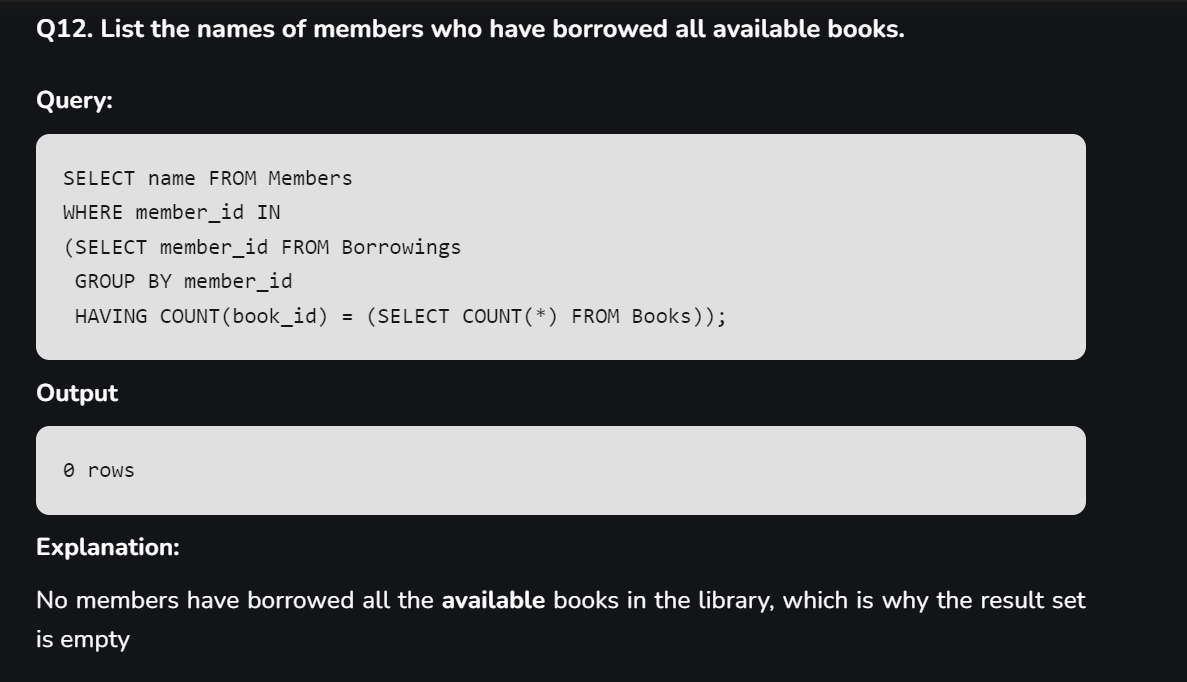 Q12. List the names of members who have borrowed all available books.
Query:
SELECT name FROM Members
WHERE member_id IN
(SELECT member_id FROM Borrowings
 GROUP BY member_id
 HAVING COUNT(book_id) = (SELECT COUNT(*) FROM Books));
Output
0 rows
Explanation:
No members have borrowed all the available books in the library, which is why the result set
is empty